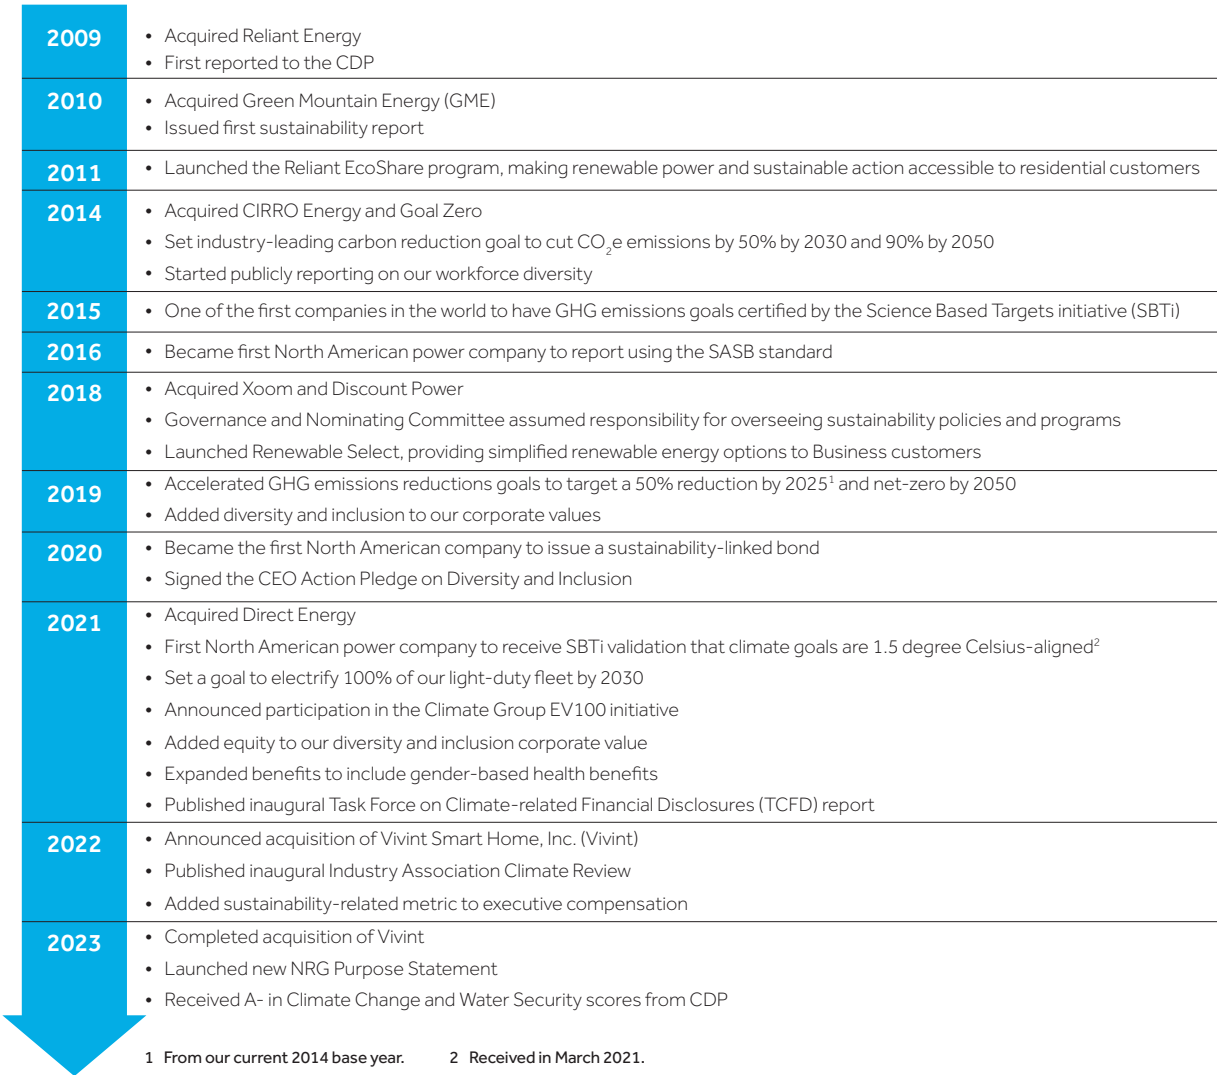 2009
• Acquired Reliant Energy
• First reported to the CDP
2010
• Acquired Green Mountain Energy (GME)
• Issued first sustainability report
2011
• Launched the Reliant EcoShare program, making renewable power and sustainable action accessible to residential customers
2014
• Acquired CIRRO Energy and Goal Zero
• Set industry-leading carbon reduction goal to cut CO₂e emissions by 50% by 2030 and 90% by 2050
• Started publicly reporting on our workforce diversity
2015
• One of the first companies in the world to have GHG emissions goals certified by the Science Based Targets initiative (SBTi)
2016
• Became first North American power company to report using the SASB standard
2018
• Acquired Xoom and Discount Power
• Governance and Nominating Committee assumed responsibility for overseeing sustainability policies and programs
• Launched Renewable Select, providing simplified renewable energy options to Business customers
2019
• Accelerated GHG emissions reductions goals to target a 50% reduction by 2025¹ and net-zero by 2050
• Added diversity and inclusion to our corporate values
2020
• Became the first North American company to issue a sustainability-linked bond
• Signed the CEO Action Pledge on Diversity and Inclusion
2021
• Acquired Direct Energy
• First North American power company to receive SBTi validation that climate goals are 1.5 degree Celsius-aligned²
• Set a goal to electrify 100% of our light-duty fleet by 2030
• Announced participation in the Climate Group EV100 initiative
• Added equity to our diversity and inclusion corporate value
• Expanded benefits to include gender-based health benefits
• Published inaugural Task Force on Climate-related Financial Disclosures (TCFD) report
2022
• Announced acquisition of Vivint Smart Home, Inc. (Vivint)
• Published inaugural Industry Association Climate Review
• Added sustainability-related metric to executive compensation
2023
• Completed acquisition of Vivint
• Launched new NRG Purpose Statement
• Received A- in Climate Change and Water Security scores from CDP
1 From our current 2014 base year. 2 Received in March 2021.